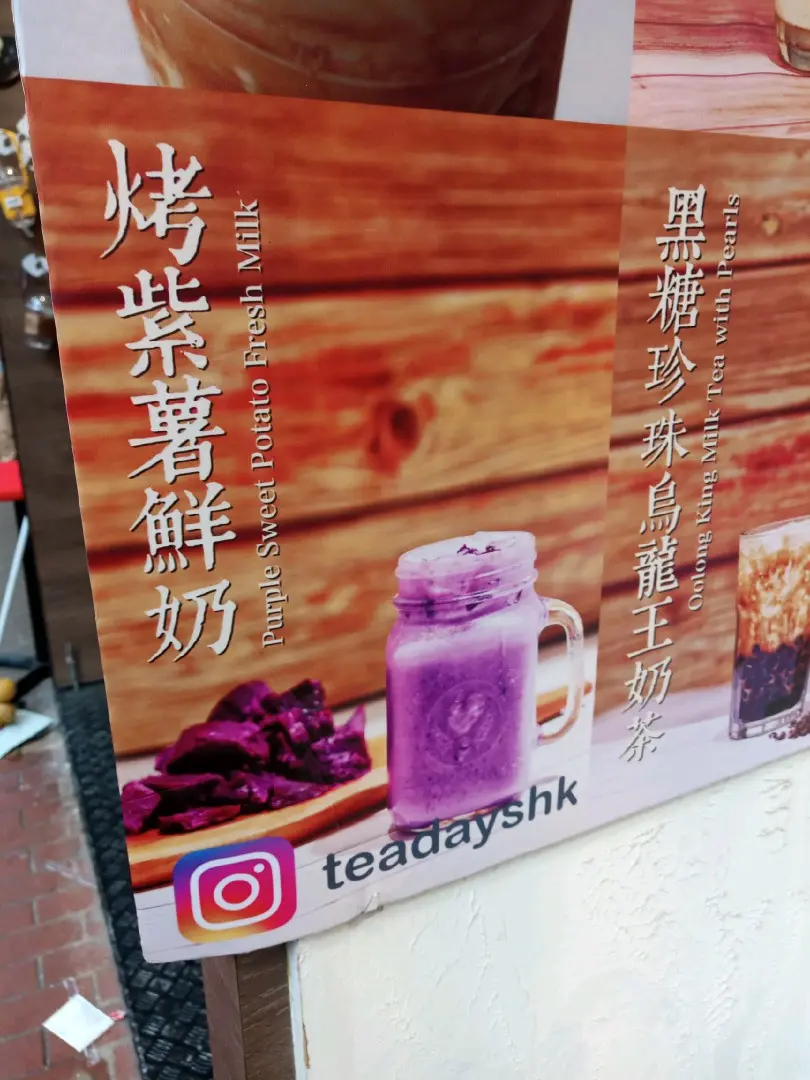 烤紫薯鮮奶
Purple Sweet Potato Fresh Milk
黑糖珍珠烏龍王奶茶
Oolong King Milk Tea with Pearls
teadayshk